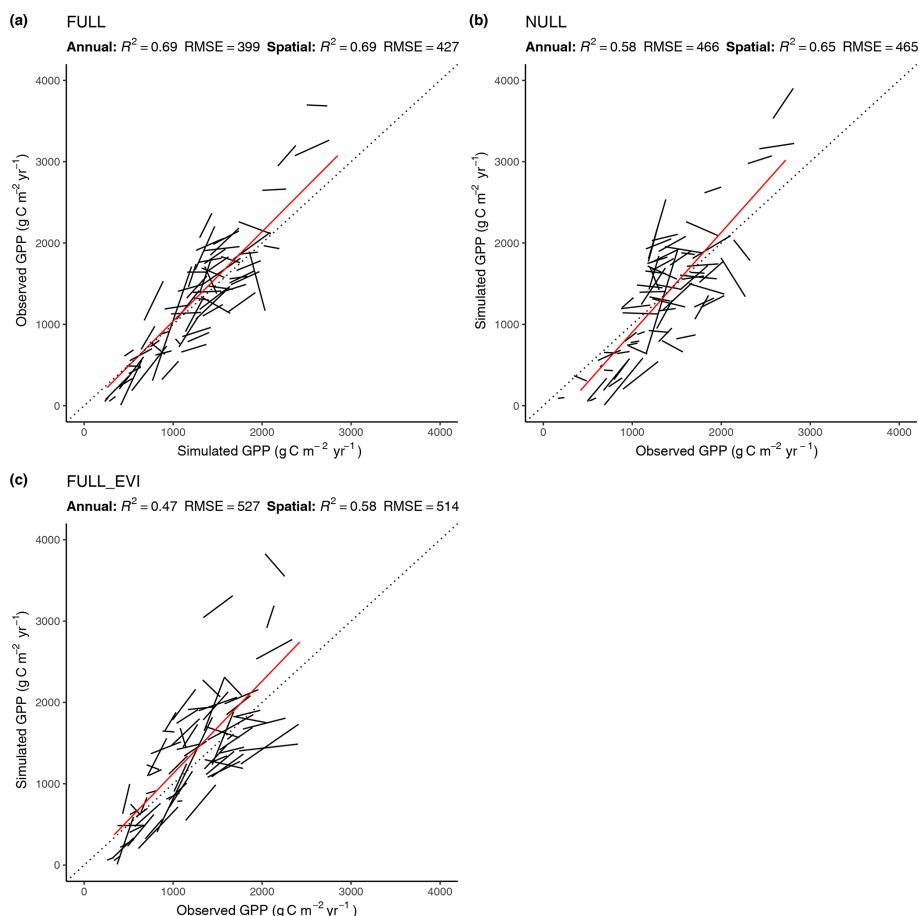 (a) FULL
Annual: R² = 0.69 RMSE = 399 Spatial: R² = 0.69 RMSE = 427
4000
3000
2000
1000
0
Observed GPP (g C m⁻² yr⁻¹)
0 1000 2000 3000 4000
Simulated GPP (g C m⁻² yr⁻¹)
(b) NULL
Annual: R² = 0.58 RMSE = 466 Spatial: R² = 0.65 RMSE = 465
4000
3000
2000
1000
0
Simulated GPP (g C m⁻² yr⁻¹)
0 1000 2000 3000 4000
Observed GPP (g C m⁻² yr⁻¹)
(c) FULL_EVI
Annual: R² = 0.47 RMSE = 527 Spatial: R² = 0.58 RMSE = 514
4000
3000
2000
1000
0
Simulated GPP (g C m⁻² yr⁻¹)
0 1000 2000 3000 4000
Observed GPP (g C m⁻² yr⁻¹)